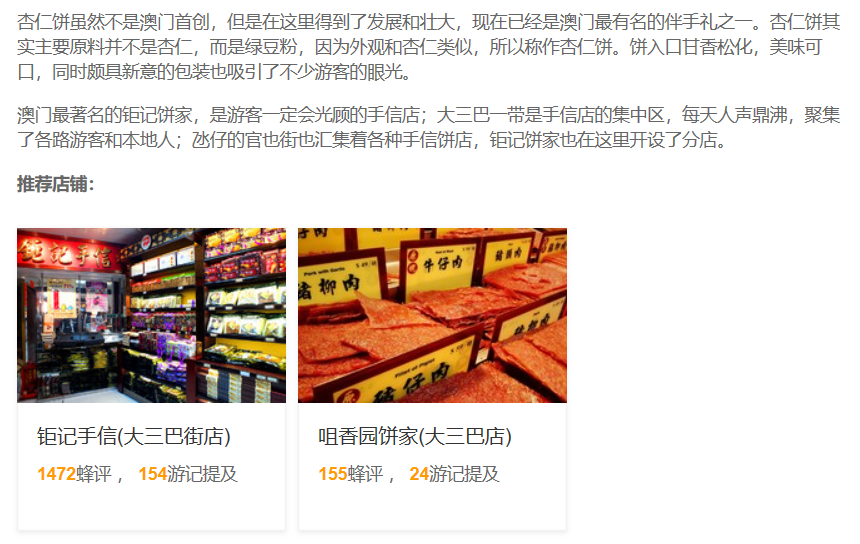 杏仁饼虽然不是澳门首创，但是在这里得到了发展和壮大，现在已经是澳门最有名的伴手礼之一。杏仁饼其
实主要原料并不是杏仁，而是绿豆粉，因为外观和杏仁类似，所以称作杏仁饼。饼入口甘香松化，美味可
口，同时颇具新意的包装也吸引了不少游客的眼光。
澳门最著名的钜记饼家，是游客一定会光顾的手信店；大三巴一带是手信店的集中区，每天人声鼎沸，聚集
了各路游客和本地人；氹仔的官也街也汇集着各种手信饼店，钜记饼家也在这里开设了分店。
推荐店铺：
鉅记手信
Pork with Garlic
豬柳肉
牛仔肉
豬頸肉
豬仔肉
钜记手信(大三巴街店)
1472蜂评，154游记提及
咀香园饼家(大三巴店)
155蜂评，24游记提及